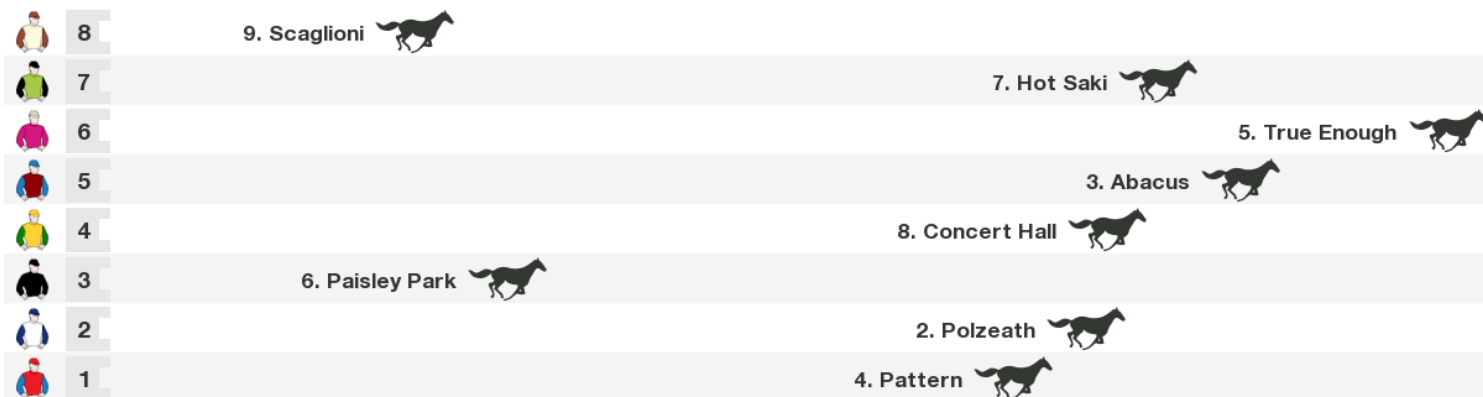 8 9. Scaglioni
7 7. Hot Saki
6 5. True Enough
5 3. Abacus
4 8. Concert Hall
3 6. Paisley Park
2 2. Polzeath
1 4. Pattern